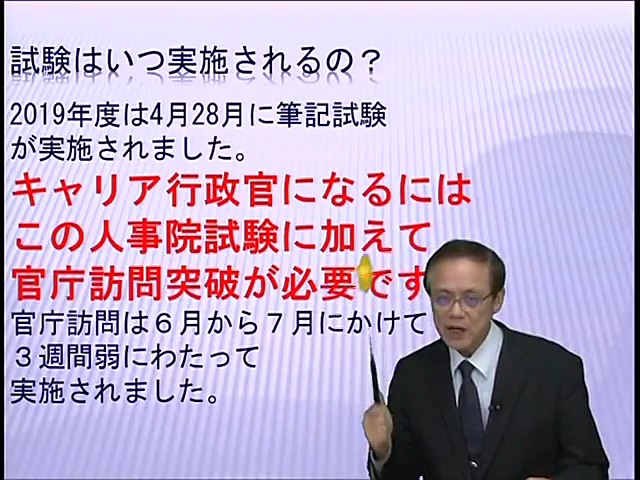 試験はいつ実施されるの？
2019年度は4月28月に筆記試験
が実施されました。
キャリア行政官になるには
この人事院試験に加えて
官庁訪問突破が必要です
官庁訪問は６月から７月にかけて
３週間弱にわたって
実施されました。